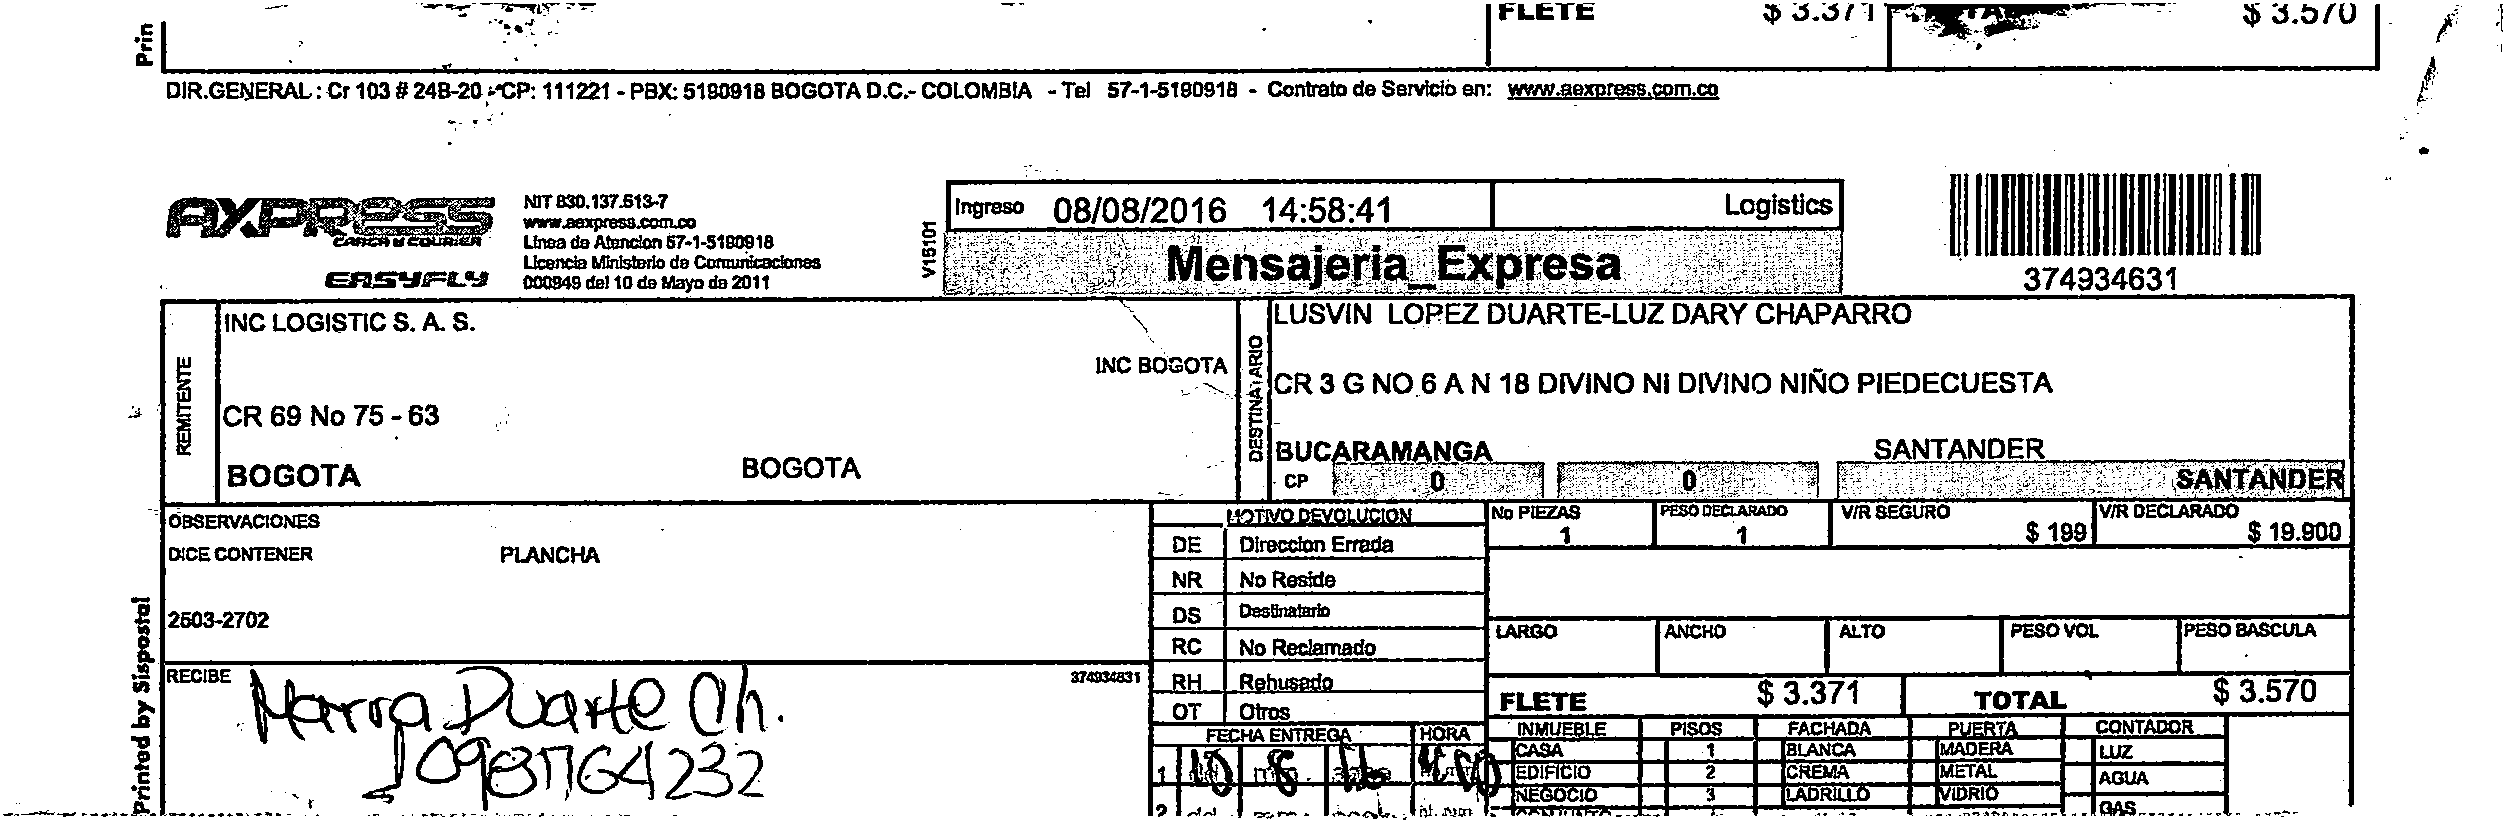 FLETE $ 3.371 $ 3.570
Prin
DIR.GENERAL : Cr 103 # 24B-20 - CP: 111221 - PBX: 5190918 BOGOTA D.C.- COLOMBIA - Tel 57-1-5190918 - Contrato de Servicio en: www.aexpress.com.co
AXPRESS
CARGA & COURIER
EASYFLY
NIT 830.137.513-7
www.aexpress.com.co
Linea de Atencion 57-1-5190918
Licencia Ministerio de Comunicaciones
000949 del 10 de Mayo de 2011
V15101
Ingreso 08/08/2016 14:58:41 Logistics
Mensajeria_Expresa
374934631
REMITENTE
INC LOGISTIC S. A. S.
INC BOGOTA
CR 69 No 75 - 63
BOGOTA BOGOTA
DESTINATARIO
LUSVIN LOPEZ DUARTE-LUZ DARY CHAPARRO
CR 3 G NO 6 A N 18 DIVINO NI DIVINO NIÑO PIEDECUESTA
BUCARAMANGA SANTANDER
CP 0 0 SANTANDER
OBSERVACIONES
DICE CONTENER PLANCHA
2503-2702
MOTIVO DEVOLUCION
DE Direccion Errada
NR No Reside
DS Destinatario
RC No Reclamado
RH Rehusado
OT Otros
No PIEZAS PESO DECLARADO V/R SEGURO V/R DECLARADO
1 1 $ 199 $ 19.900
LARGO ANCHO ALTO PESO VOL PESO BASCULA
FLETE $ 3.371 TOTAL $ 3.570
Printed by Sisposta
RECIBE 374934631
Duarte Ch.
FECHA ENTREGA HORA
1 10 8 16
2
INMUEBLE PISOS FACHADA PUERTA CONTADOR
CASA 1 BLANCA MADERA LUZ
EDIFICIO 2 CREMA METAL AGUA
NEGOCIO 3 LADRILLO VIDRIO GAS
CONJUNTO